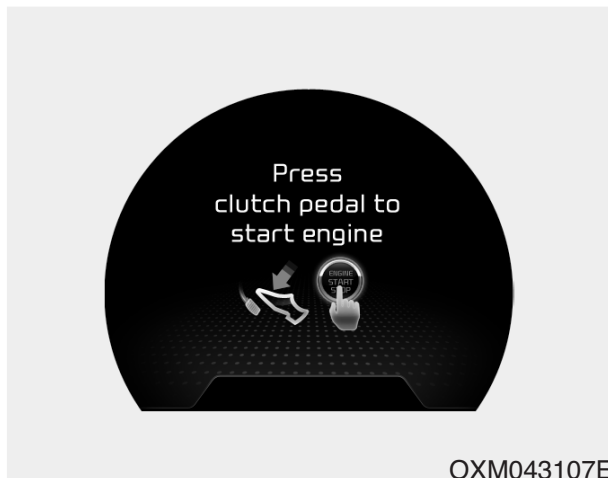 Press
clutch pedal to
start engine
ENGINE
START
STOP
OXM043107E